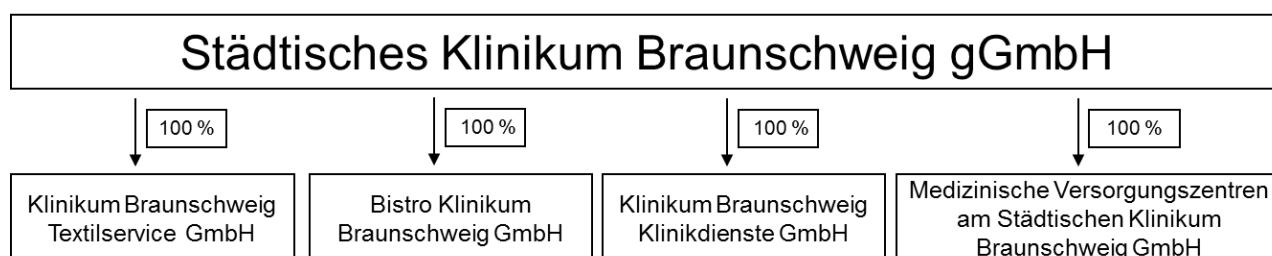 Städtisches Klinikum Braunschweig gGmbH
100 %
100 %
100 %
100 %
Klinikum Braunschweig
Textilservice GmbH
Bistro Klinikum
Braunschweig GmbH
Klinikum Braunschweig
Klinikdienste GmbH
Medizinische Versorgungszentren
am Städtischen Klinikum
Braunschweig GmbH